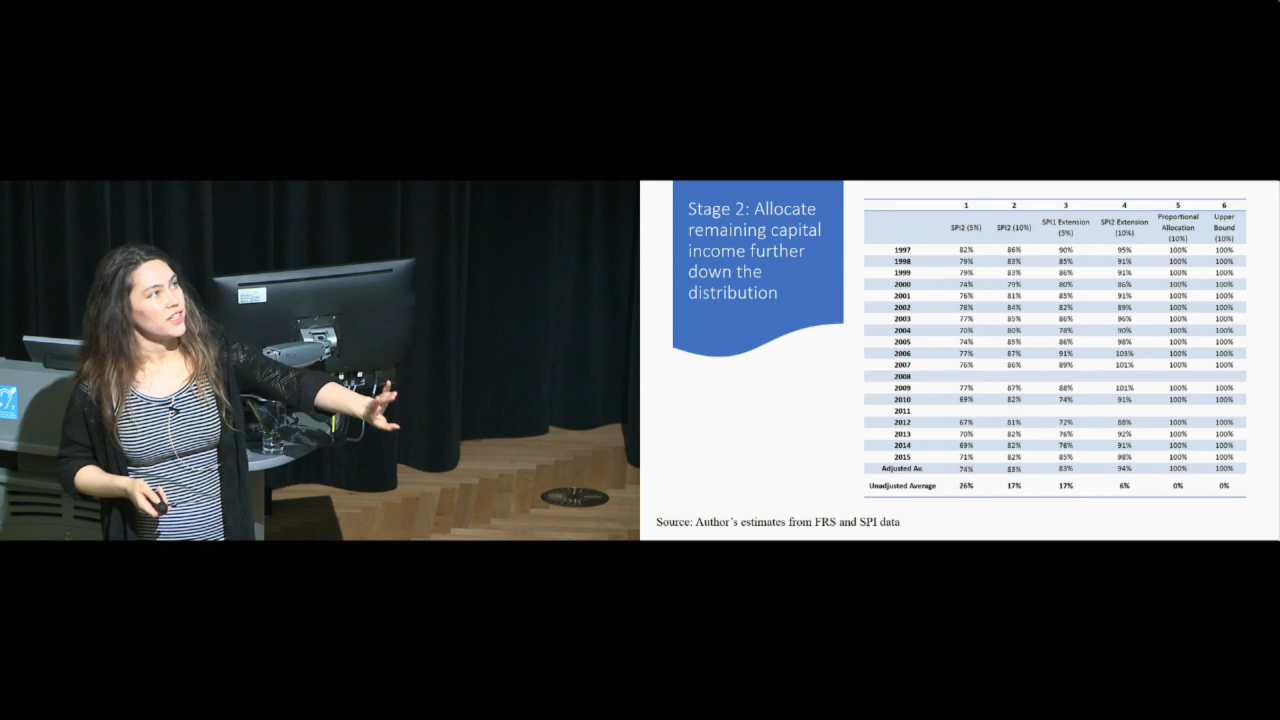 Stage 2: Allocate
remaining capital
income further
down the
distribution
1 2 3 4 5 6
SPI2 (5%) SPI2 (10%) SPI1 Extension (5%) SPI2 Extension (10%) Proportional Allocation (10%) Upper Bound (10%)
1997 82% 86% 90% 95% 100% 100%
1998 79% 83% 85% 91% 100% 100%
1999 79% 83% 86% 91% 100% 100%
2000 74% 79% 80% 86% 100% 100%
2001 76% 81% 85% 91% 100% 100%
2002 78% 84% 82% 89% 100% 100%
2003 77% 85% 86% 96% 100% 100%
2004 70% 80% 78% 90% 100% 100%
2005 74% 85% 86% 98% 100% 100%
2006 77% 87% 91% 103% 100% 100%
2007 76% 86% 89% 101% 100% 100%
2008
2009 77% 87% 88% 101% 100% 100%
2010 69% 82% 74% 91% 100% 100%
2011
2012 67% 81% 72% 88% 100% 100%
2013 70% 82% 76% 92% 100% 100%
2014 69% 82% 76% 91% 100% 100%
2015 71% 82% 85% 98% 100% 100%
Adjusted Av. 74% 83% 83% 94% 100% 100%
Unadjusted Average 26% 17% 17% 6% 0% 0%
Source: Author's estimates from FRS and SPI data